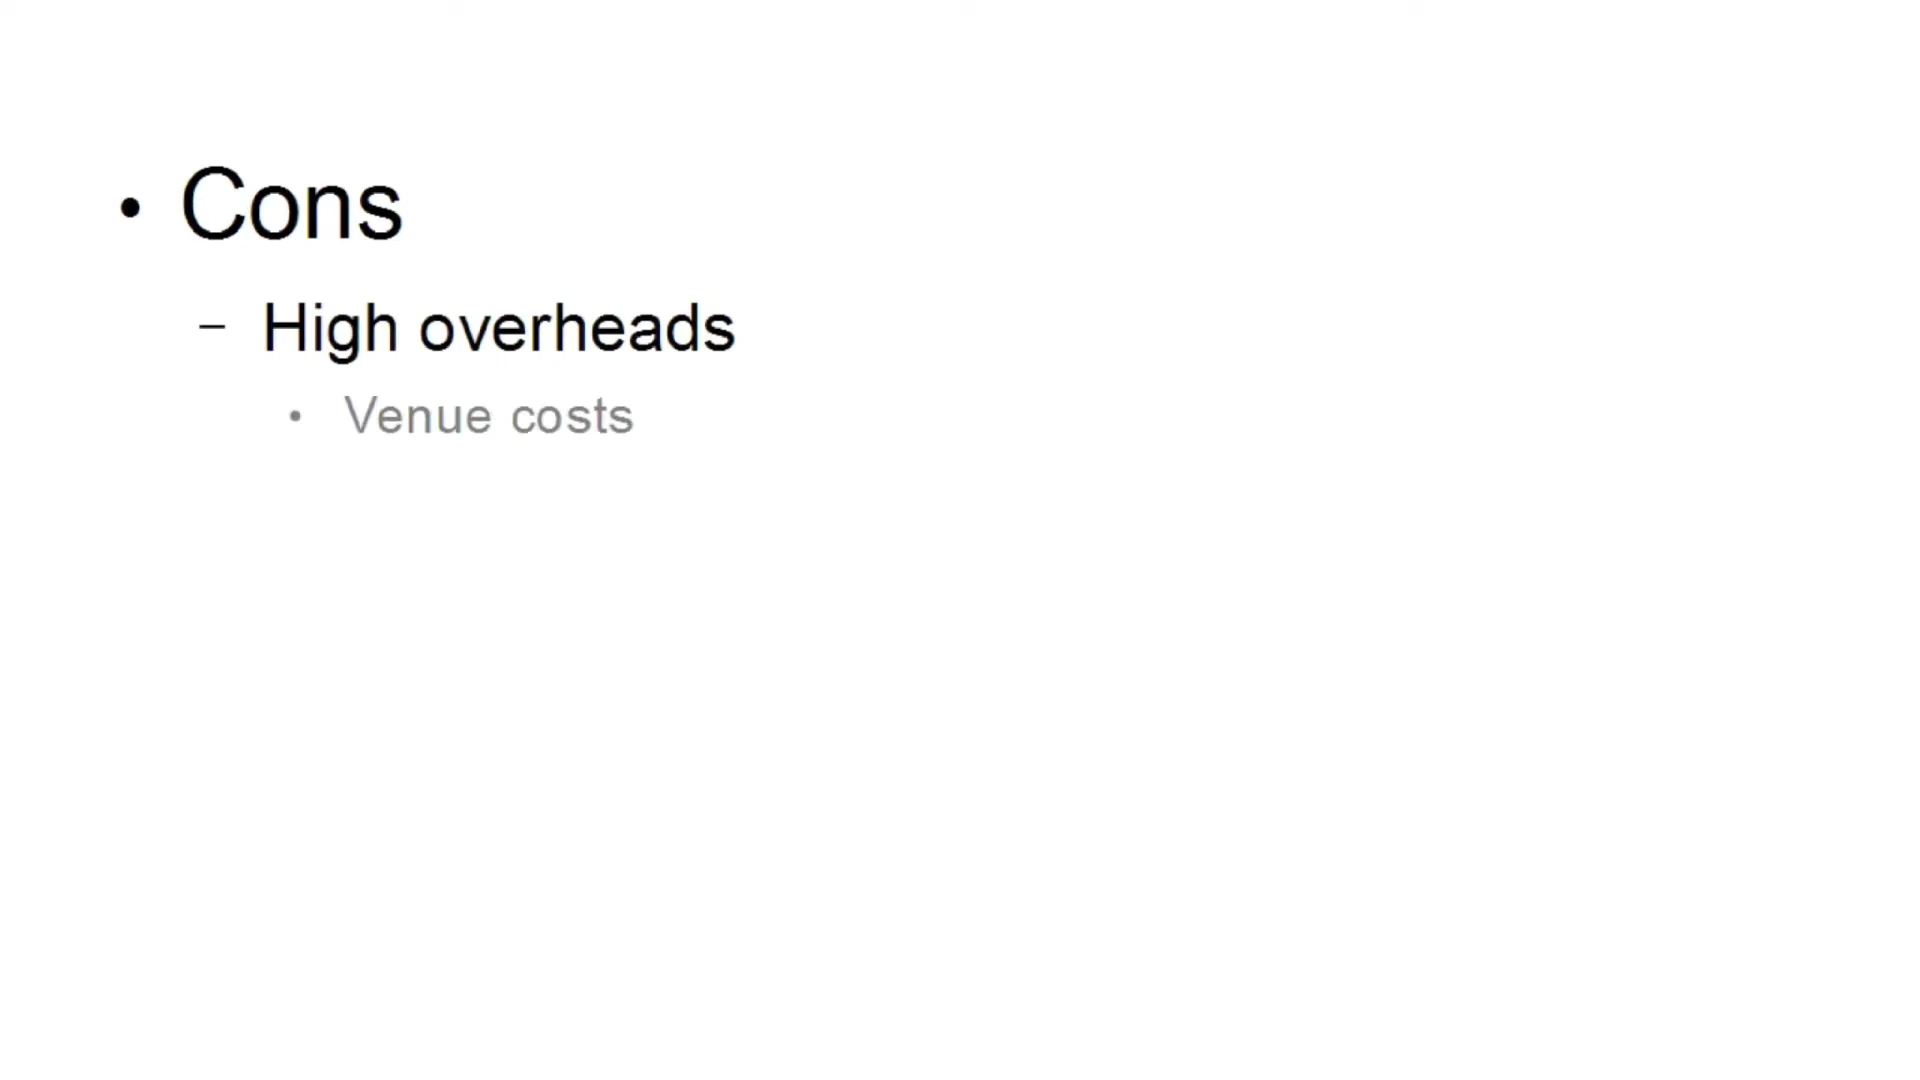 • Cons
– High overheads
• Venue costs